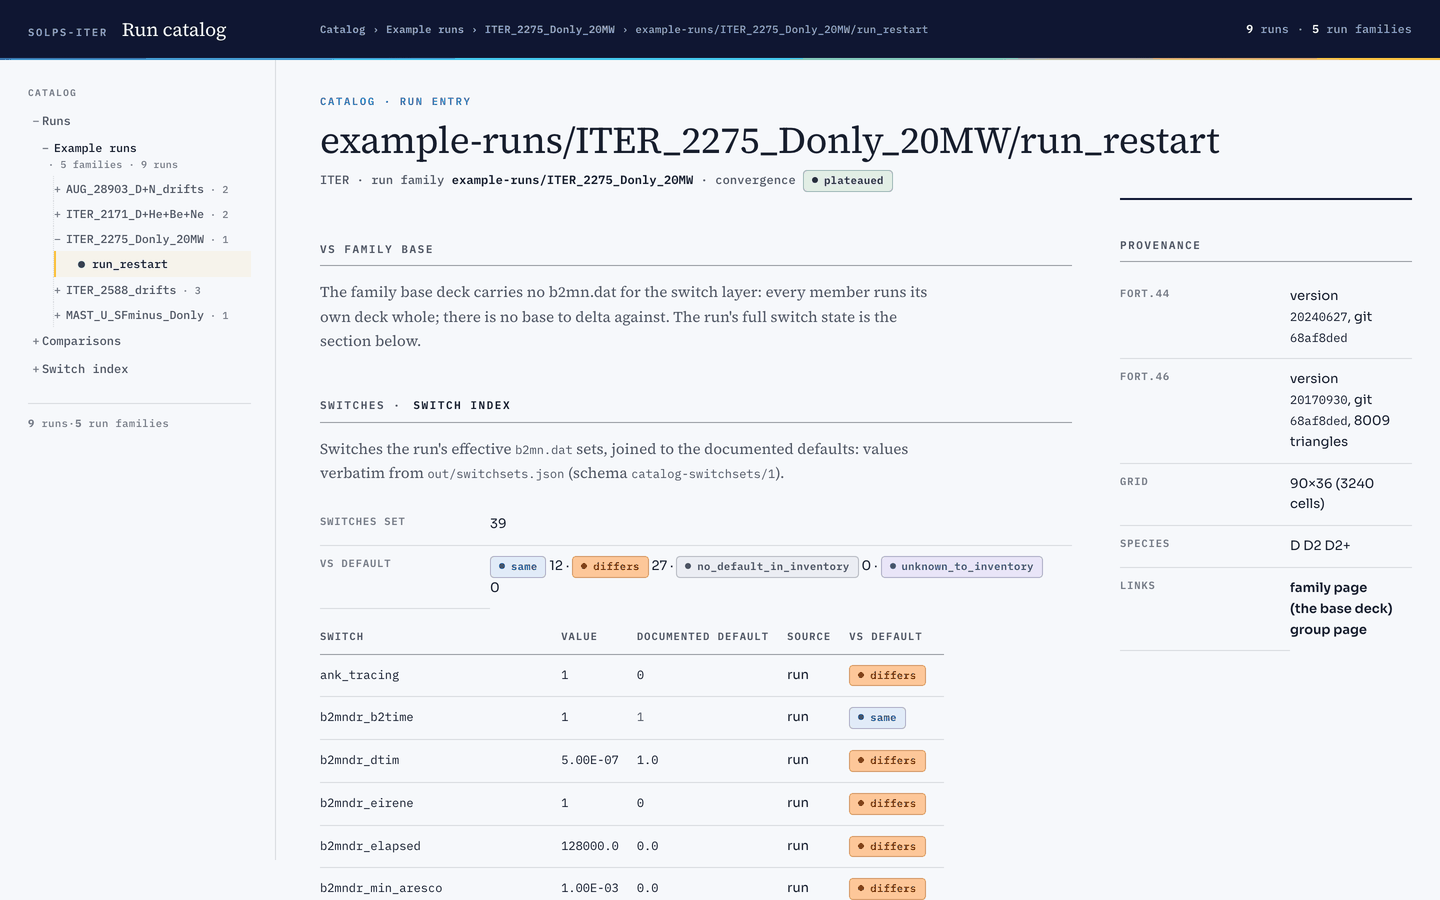 SOLPS-ITER Run catalog
Catalog › Example runs › ITER_2275_Donly_20MW › example-runs/ITER_2275_Donly_20MW/run_restart
9 runs · 5 run families
CATALOG
− Runs
− Example runs
· 5 families · 9 runs
+ AUG_28903_D+N_drifts · 2
+ ITER_2171_D+He+Be+Ne · 2
− ITER_2275_Donly_20MW · 1
run_restart
+ ITER_2588_drifts · 3
+ MAST_U_SFminus_Donly · 1
+ Comparisons
+ Switch index
9 runs·5 run families
CATALOG · RUN ENTRY
example-runs/ITER_2275_Donly_20MW/run_restart
ITER · run family example-runs/ITER_2275_Donly_20MW · convergence plateaued
VS FAMILY BASE
The family base deck carries no b2mn.dat for the switch layer: every member runs its
own deck whole; there is no base to delta against. The run's full switch state is the
section below.
SWITCHES · SWITCH INDEX
Switches the run's effective b2mn.dat sets, joined to the documented defaults: values
verbatim from out/switchsets.json (schema catalog-switchsets/1).
SWITCHES SET 39
VS DEFAULT same 12 · differs 27 · no_default_in_inventory 0 · unknown_to_inventory
0
SWITCH VALUE DOCUMENTED DEFAULT SOURCE VS DEFAULT
ank_tracing 1 0 run differs
b2mndr_b2time 1 1 run same
b2mndr_dtim 5.00E-07 1.0 run differs
b2mndr_eirene 1 0 run differs
b2mndr_elapsed 128000.0 0.0 run differs
b2mndr_min_aresco 1.00E-03 0.0 run differs
PROVENANCE
FORT.44 version
20240627, git
68af8ded
FORT.46 version
20170930, git
68af8ded, 8009
triangles
GRID 90×36 (3240
cells)
SPECIES D D2 D2+
LINKS family page
(the base deck)
group page